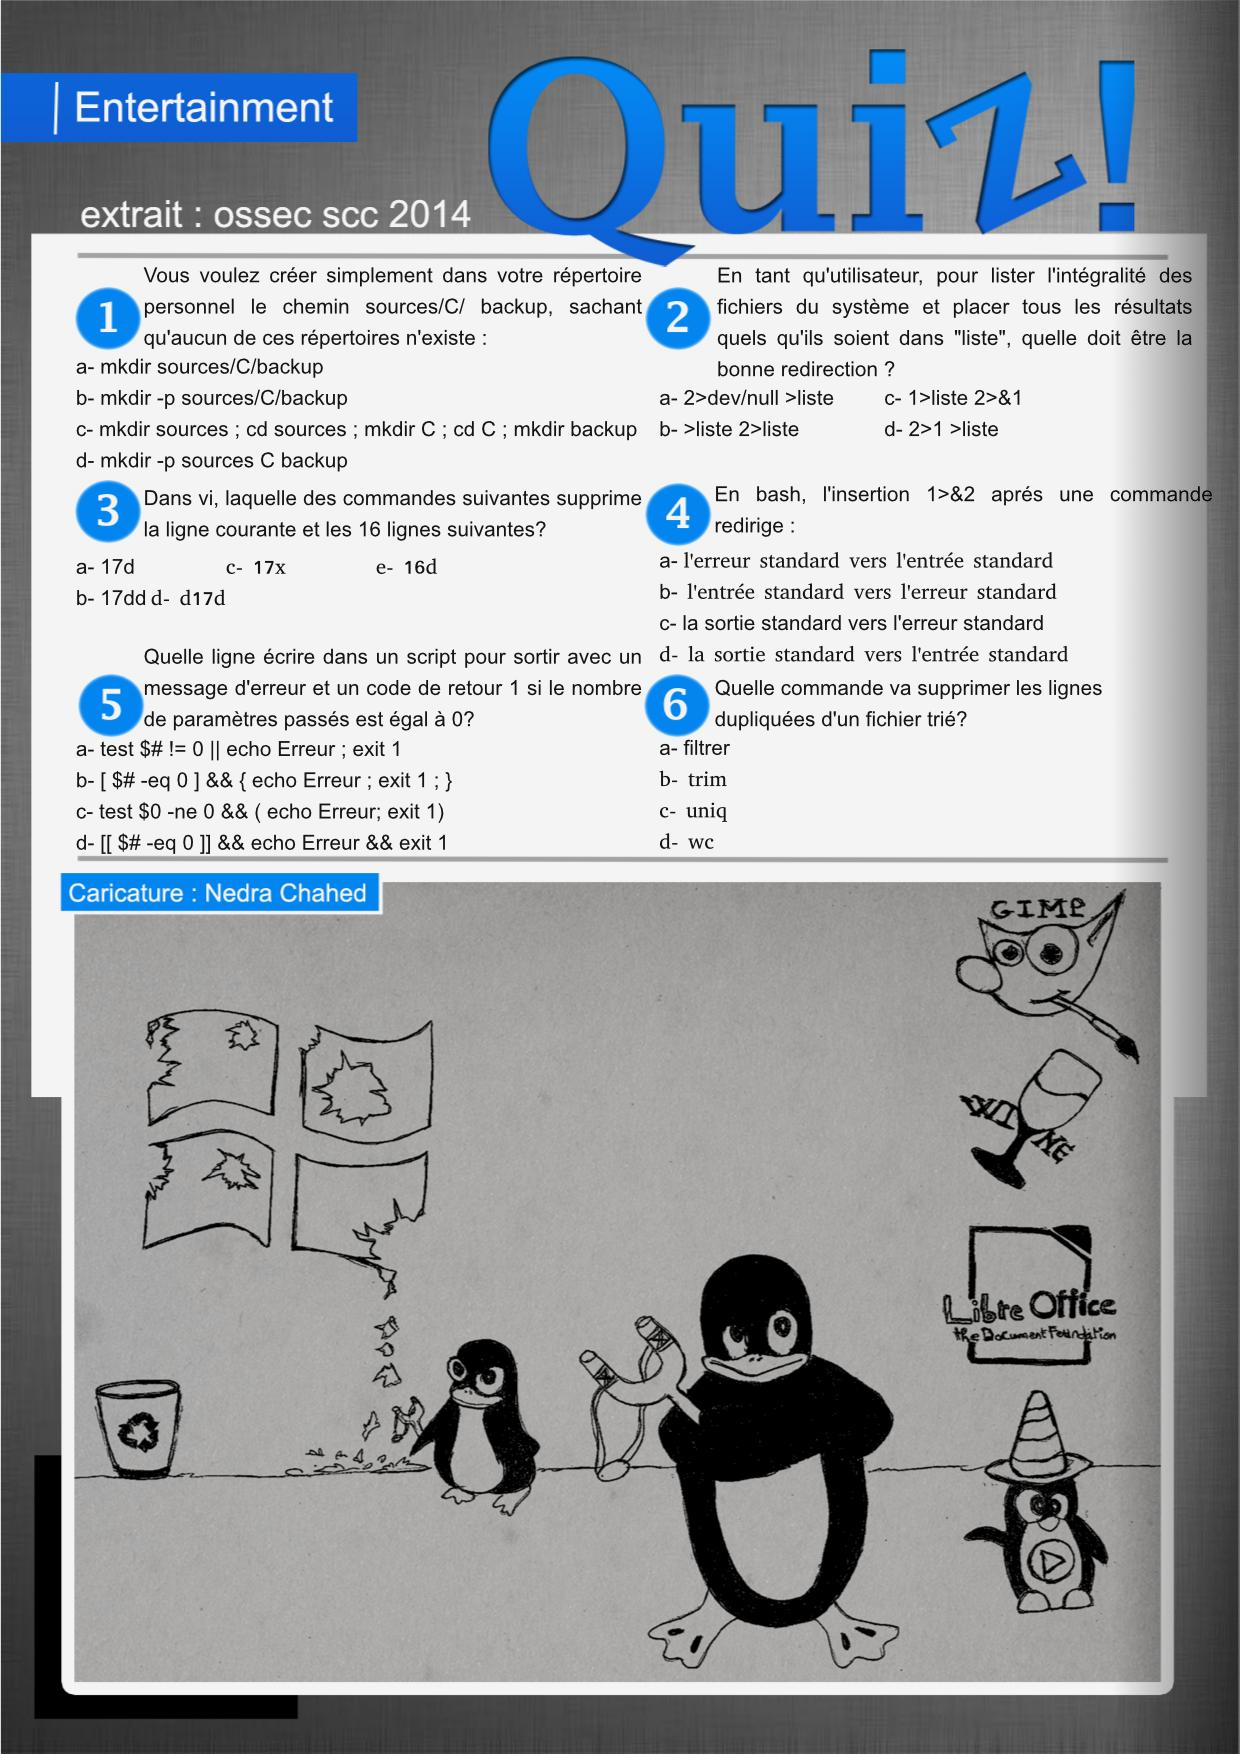 Entertainment
Quiz!
extrait : ossec scc 2014
1
Vous voulez créer simplement dans votre répertoire
personnel le chemin sources/C/ backup, sachant
qu'aucun de ces répertoires n'existe :
a- mkdir sources/C/backup
b- mkdir -p sources/C/backup
c- mkdir sources ; cd sources ; mkdir C ; cd C ; mkdir backup
d- mkdir -p sources C backup
2
En tant qu'utilisateur, pour lister l'intégralité des
fichiers du système et placer tous les résultats
quels qu'ils soient dans "liste", quelle doit être la
bonne redirection ?
a- 2>dev/null >liste c- 1>liste 2>&1
b- >liste 2>liste d- 2>1 >liste
3
Dans vi, laquelle des commandes suivantes supprime
la ligne courante et les 16 lignes suivantes?
a- 17d c- 17x e- 16d
b- 17dd d- d17d
4
En bash, l'insertion 1>&2 aprés une commande
redirige :
a- l'erreur standard vers l'entrée standard
b- l'entrée standard vers l'erreur standard
c- la sortie standard vers l'erreur standard
d- la sortie standard vers l'entrée standard
5
Quelle ligne écrire dans un script pour sortir avec un
message d'erreur et un code de retour 1 si le nombre
de paramètres passés est égal à 0?
a- test $# != 0 || echo Erreur ; exit 1
b- [ $# -eq 0 ] && { echo Erreur ; exit 1 ; }
c- test $0 -ne 0 && ( echo Erreur; exit 1)
d- [[ $# -eq 0 ]] && echo Erreur && exit 1
6
Quelle commande va supprimer les lignes
dupliquées d'un fichier trié?
a- filtrer
b- trim
c- uniq
d- wc
Caricature : Nedra Chahed
GIMP
WINE
Libre Office
the Document Foundation